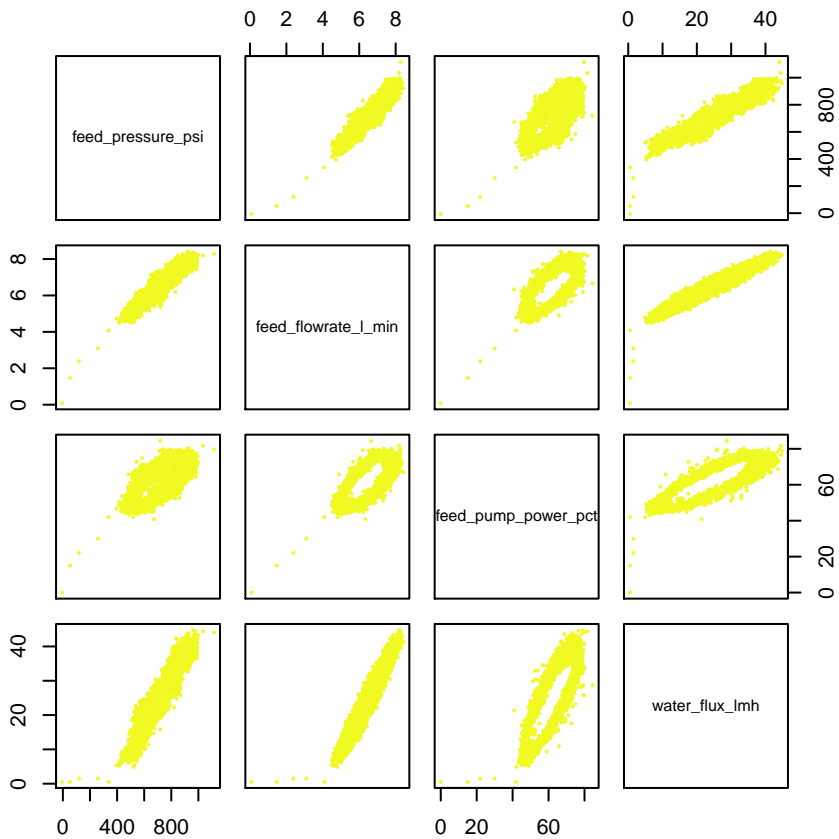 0 2 4 6 8
0 20 40
feed_pressure_psi
0 400 800
0 2 4 6 8
feed_flowrate_l_min
feed_pump_power_pct
0 20 60
0 20 40
water_flux_lmh
0 400 800
0 20 60